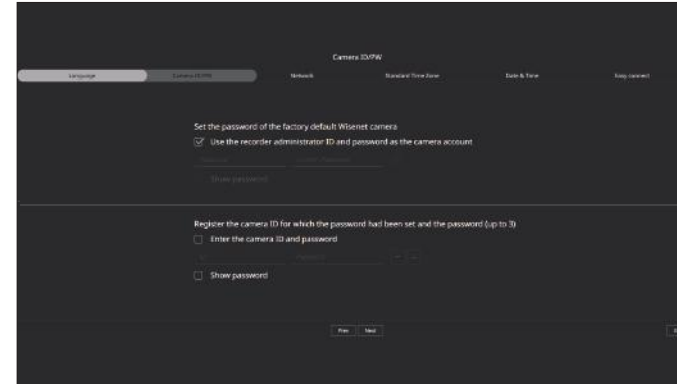 Camera ID/PW
Language Camera ID/PW Network Standard Time Zone Date & Time Easy connect
Set the password of the factory default Wisenet camera
Use the recorder administrator ID and password as the camera account
Show password
Register the camera ID for which the password had been set and the password (up to 3)
Enter the camera ID and password
ID Password
Show password
Prev Next